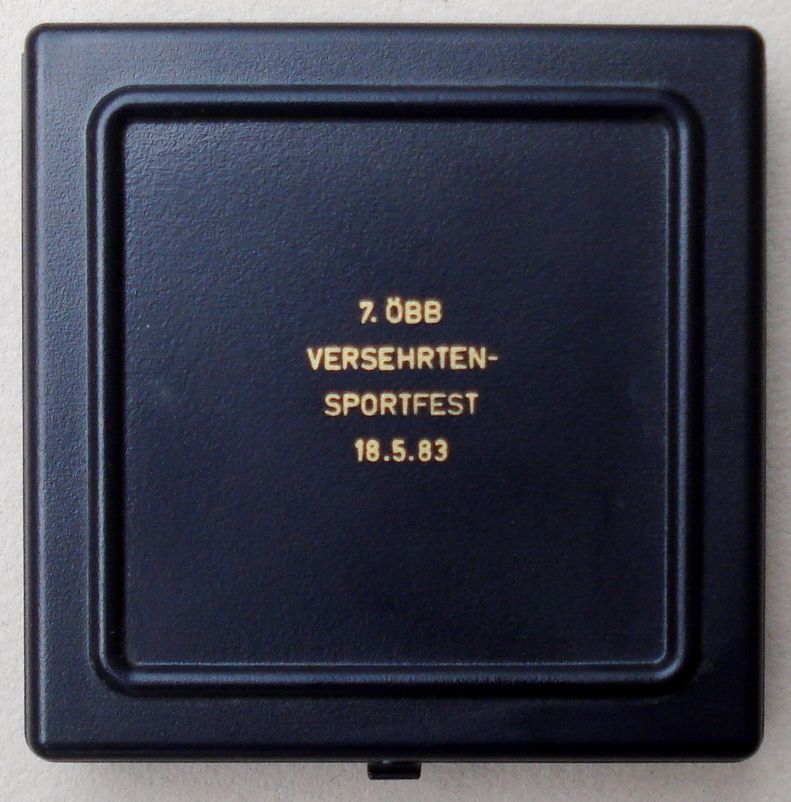 7. ÖBB
VERSEHRTEN-
SPORTFEST
18.5.83